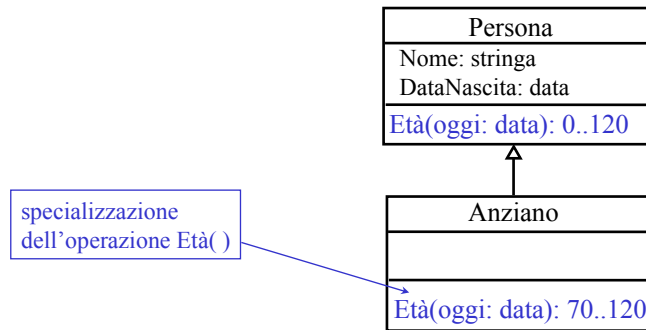 Persona
Nome: stringa
DataNascita: data
Età(oggi: data): 0..120
specializzazione
dell’operazione Età( )
Anziano
Età(oggi: data): 70..120